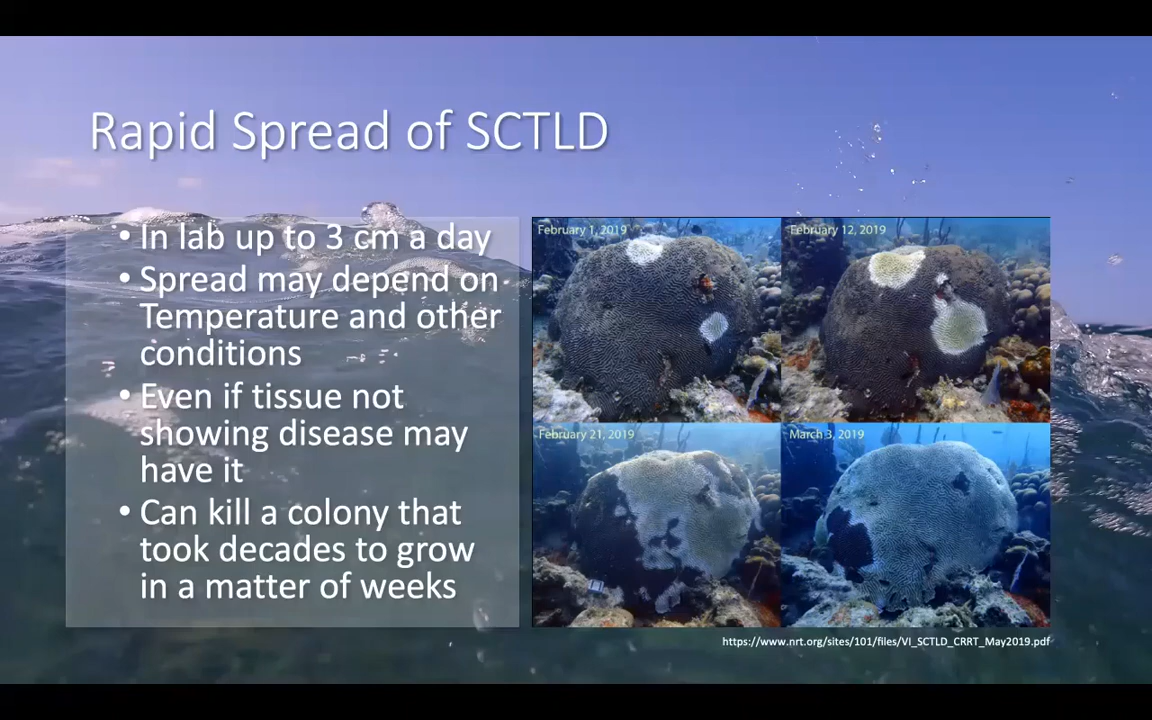 Rapid Spread of SCTLD
• In lab up to 3 cm a day
• Spread may depend on
Temperature and other
conditions
• Even if tissue not
showing disease may
have it
• Can kill a colony that
took decades to grow
in a matter of weeks
February 1, 2019
February 12, 2019
February 21, 2019
March 3, 2019
https://www.nrt.org/sites/101/files/VI_SCTLD_CRRT_May2019.pdf